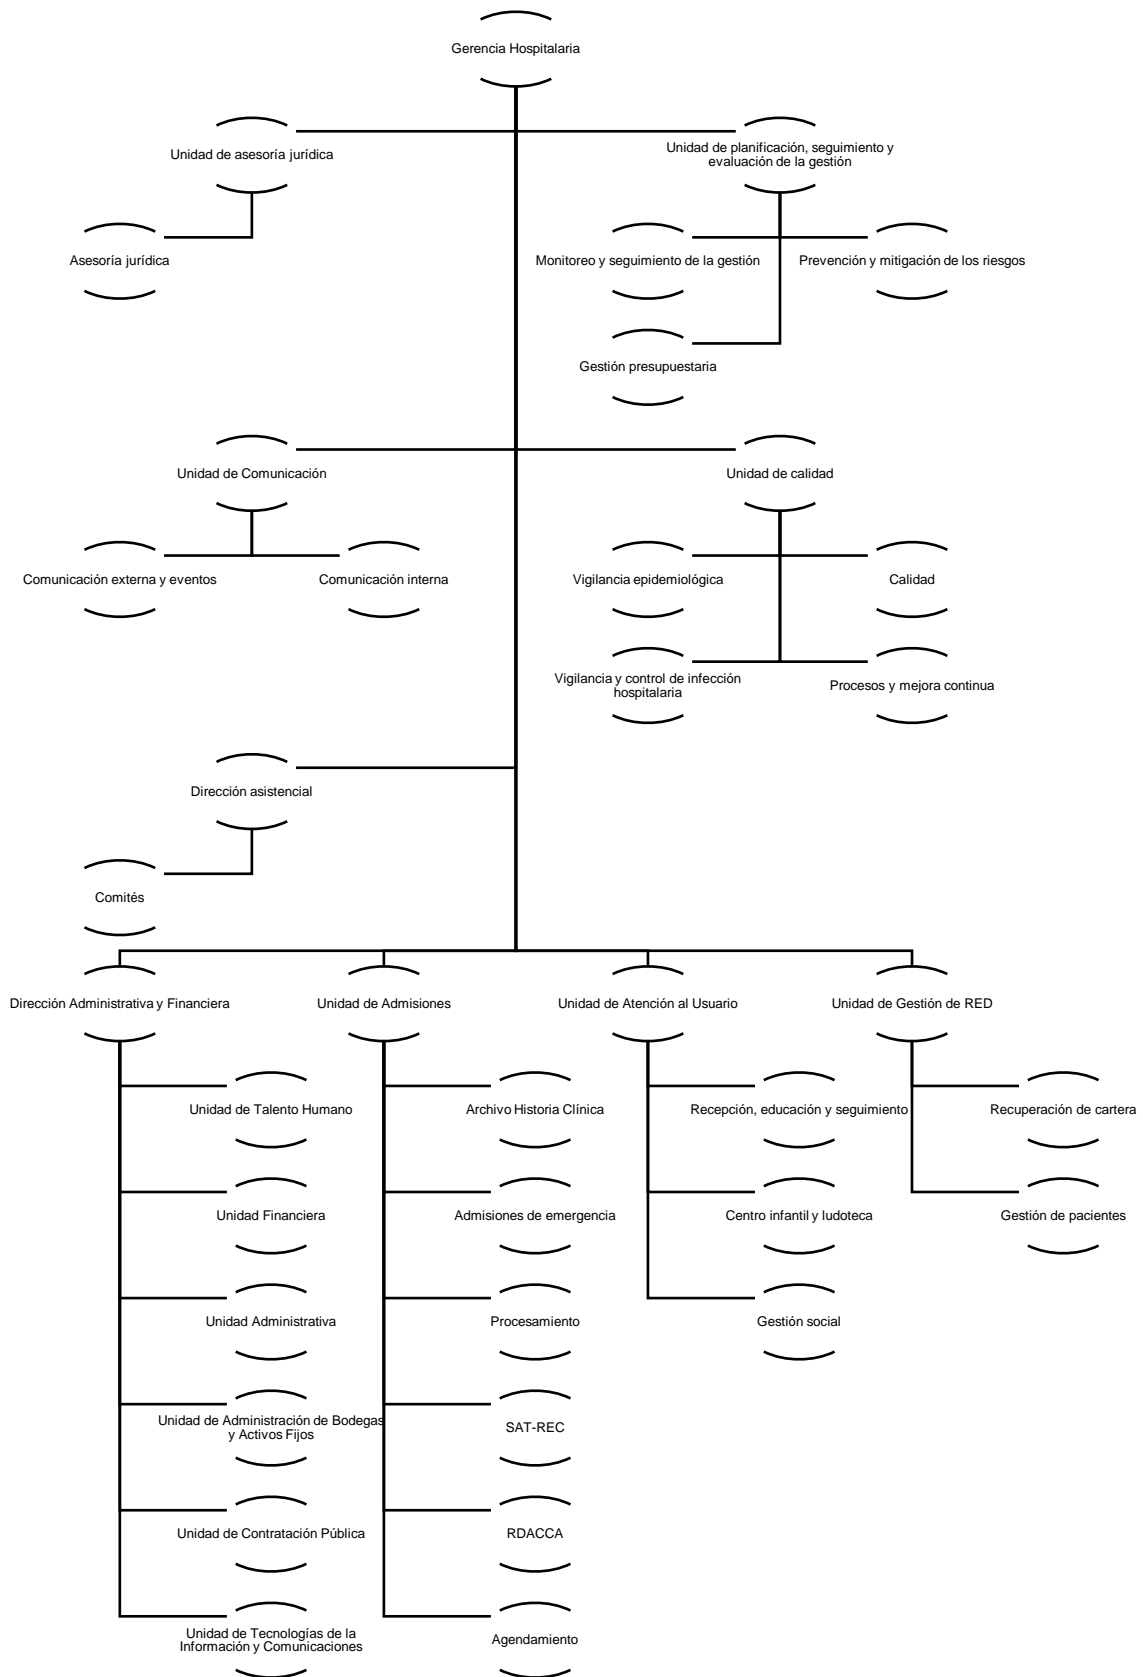 Gerencia Hospitalaria
Unidad de asesoría jurídica
Unidad de planificación, seguimiento y
evaluación de la gestión
Asesoría jurídica
Monitoreo y seguimiento de la gestión
Prevención y mitigación de los riesgos
Gestión presupuestaria
Unidad de Comunicación
Unidad de calidad
Comunicación externa y eventos
Comunicación interna
Vigilancia epidemiológica
Calidad
Vigilancia y control de infección
hospitalaria
Procesos y mejora continua
Dirección asistencial
Comités
Dirección Administrativa y Financiera
Unidad de Admisiones
Unidad de Atención al Usuario
Unidad de Gestión de RED
Unidad de Talento Humano
Archivo Historia Clínica
Recepción, educación y seguimiento
Recuperación de cartera
Unidad Financiera
Admisiones de emergencia
Centro infantil y ludoteca
Gestión de pacientes
Unidad Administrativa
Procesamiento
Gestión social
Unidad de Administración de Bodegas
y Activos Fijos
SAT-REC
Unidad de Contratación Pública
RDACCA
Unidad de Tecnologías de la
Información y Comunicaciones
Agendamiento